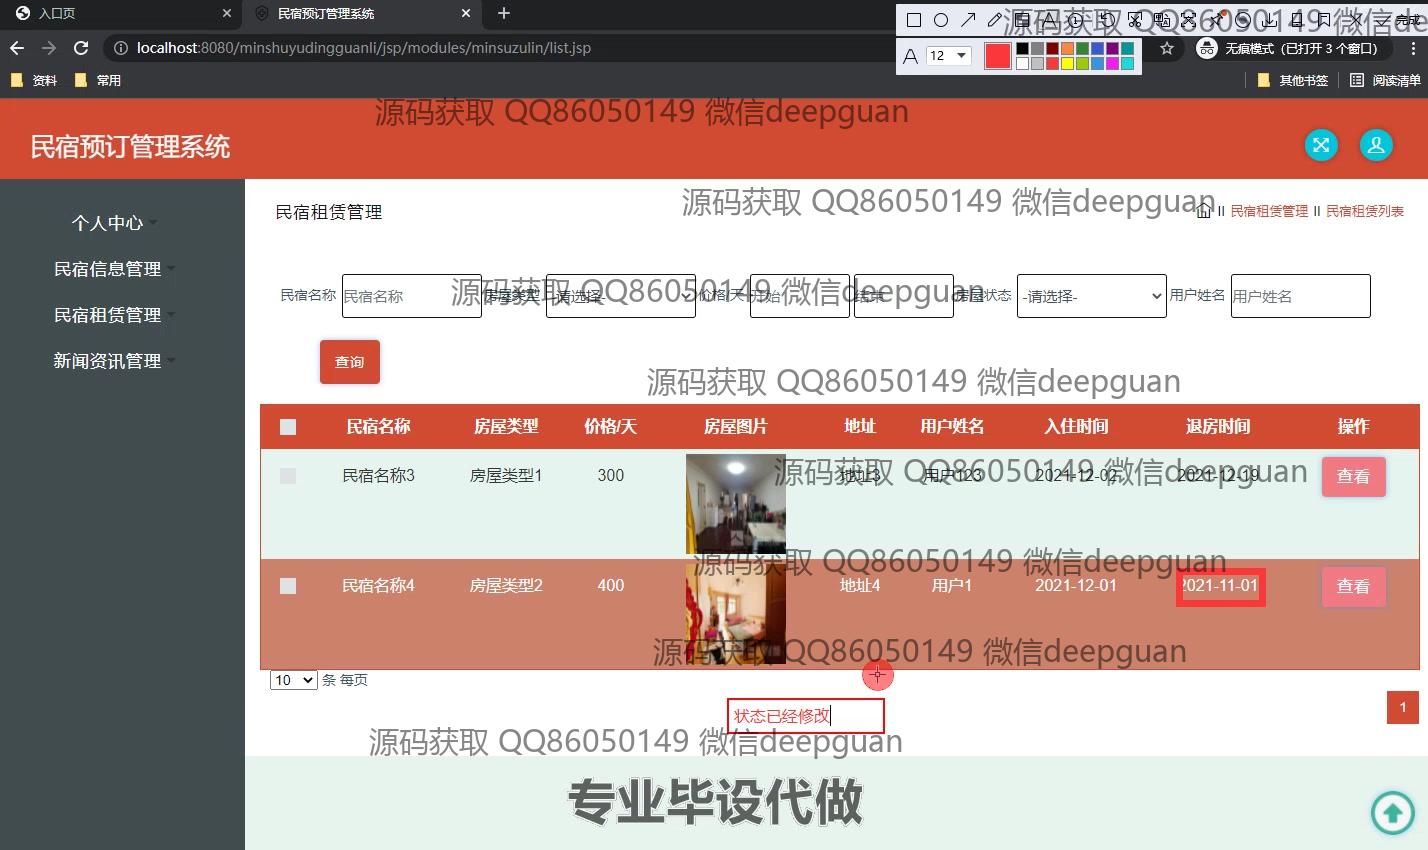 入口页
民宿预订管理系统
完成
localhost:8080/minshuyudingguanli/jsp/modules/minsuzulin/list.jsp
A 12
无痕模式（已打开 3 个窗口）
资料 常用
其他书签 阅读清单
源码获取 QQ86050149 微信deepguan
民宿预订管理系统
源码获取 QQ86050149 微信deepguan
民宿租赁管理
民宿租赁管理 民宿租赁列表
个人中心
民宿信息管理
民宿租赁管理
新闻资讯管理
源码获取 QQ86050149 微信deepguan
民宿名称 民宿名称 房屋类型 -请选择- 价格/天 开始 结束 房屋状态 -请选择- 用户姓名 用户姓名
查询
源码获取 QQ86050149 微信deepguan
民宿名称 房屋类型 价格/天 房屋图片 地址 用户姓名 入住时间 退房时间 操作
源码获取 QQ86050149 微信deepguan
民宿名称3 房屋类型1 300 地址3 用户123 2021-12-02 2021-12-19 查看
源码获取 QQ86050149 微信deepguan
民宿名称4 房屋类型2 400 地址4 用户1 2021-12-01 2021-11-01 查看
源码获取 QQ86050149 微信deepguan
10 条 每页
1
状态已经修改
源码获取 QQ86050149 微信deepguan
专业毕设代做